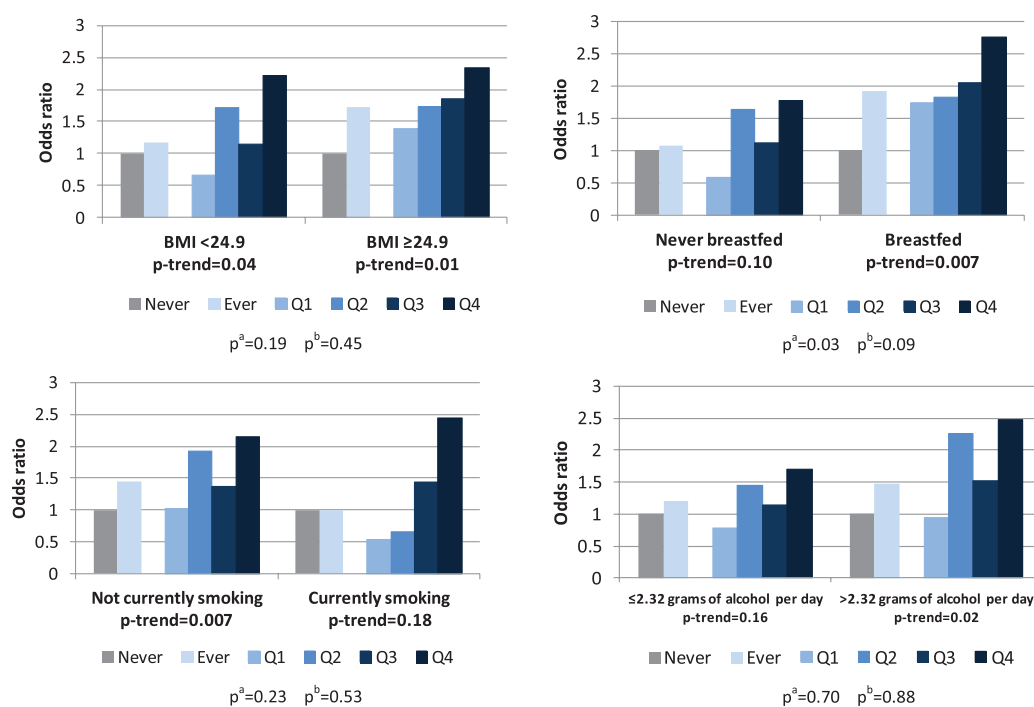 3
2.5
2
1.5
1
0.5
0
Odds ratio
BMI <24.9
p-trend=0.04
BMI ≥24.9
p-trend=0.01
Never Ever Q1 Q2 Q3 Q4
pᵃ=0.19 pᵇ=0.45
3
2.5
2
1.5
1
0.5
0
Odds ratio
Never breastfed
p-trend=0.10
Breastfed
p-trend=0.007
Never Ever Q1 Q2 Q3 Q4
pᵃ=0.03 pᵇ=0.09
3
2.5
2
1.5
1
0.5
0
Odds ratio
Not currently smoking
p-trend=0.007
Currently smoking
p-trend=0.18
Never Ever Q1 Q2 Q3 Q4
pᵃ=0.23 pᵇ=0.53
3
2.5
2
1.5
1
0.5
0
Odds ratio
≤2.32 grams of alcohol per day
p-trend=0.16
>2.32 grams of alcohol per day
p-trend=0.02
Never Ever Q1 Q2 Q3 Q4
pᵃ=0.70 pᵇ=0.88